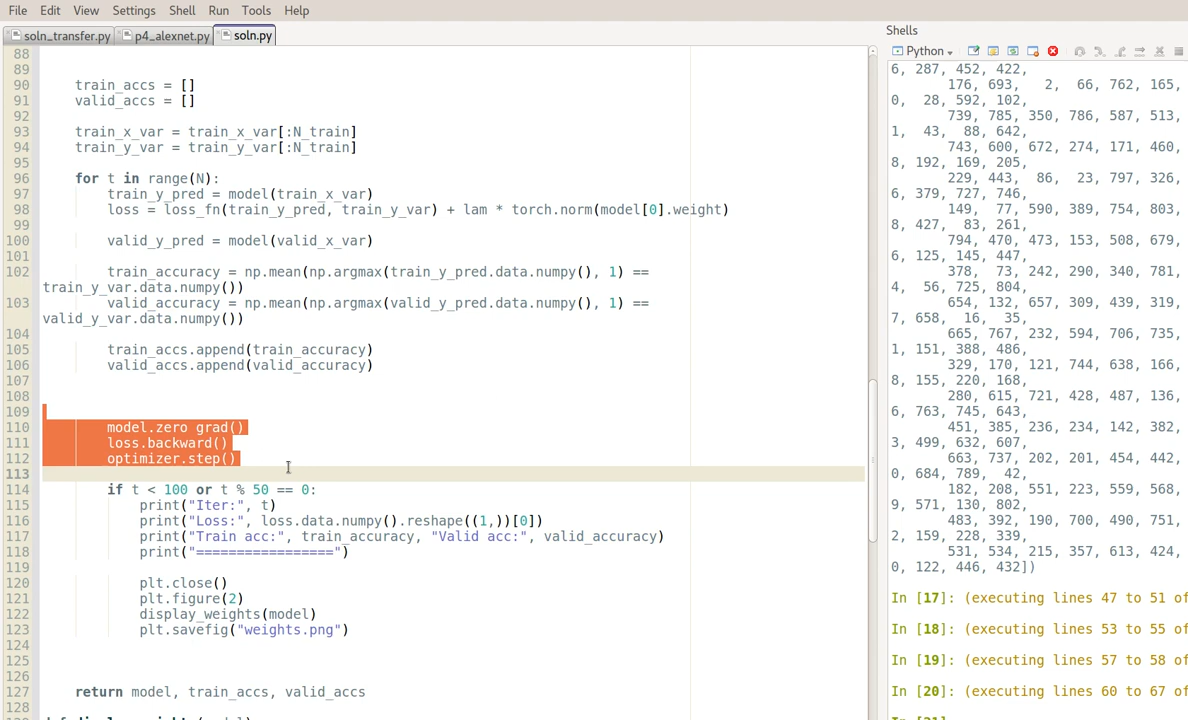 File Edit View Settings Shell Run Tools Help
soln_transfer.py p4_alexnet.py soln.py
88
89
90 train_accs = []
91 valid_accs = []
92
93 train_x_var = train_x_var[:N_train]
94 train_y_var = train_y_var[:N_train]
95
96 for t in range(N):
97 train_y_pred = model(train_x_var)
98 loss = loss_fn(train_y_pred, train_y_var) + lam * torch.norm(model[0].weight)
99
100 valid_y_pred = model(valid_x_var)
101
102 train_accuracy = np.mean(np.argmax(train_y_pred.data.numpy(), 1) ==
train_y_var.data.numpy())
103 valid_accuracy = np.mean(np.argmax(valid_y_pred.data.numpy(), 1) ==
valid_y_var.data.numpy())
104
105 train_accs.append(train_accuracy)
106 valid_accs.append(valid_accuracy)
107
108
109
110 model.zero_grad()
111 loss.backward()
112 optimizer.step()
113
114 if t < 100 or t % 50 == 0:
115 print("Iter:", t)
116 print("Loss:", loss.data.numpy().reshape((1,))[0])
117 print("Train acc:", train_accuracy, "Valid acc:", valid_accuracy)
118 print("=================")
119
120 plt.close()
121 plt.figure(2)
122 display_weights(model)
123 plt.savefig("weights.png")
124
125
126
127 return model, train_accs, valid_accs
128
Shells
Python
6, 287, 452, 422,
176, 693, 2, 66, 762, 165,
0, 28, 592, 102,
739, 785, 350, 786, 587, 513,
1, 43, 88, 642,
743, 600, 672, 274, 171, 460,
8, 192, 169, 205,
229, 443, 86, 23, 797, 326,
6, 379, 727, 746,
149, 77, 590, 389, 754, 803,
8, 427, 83, 261,
794, 470, 473, 153, 508, 679,
6, 125, 145, 447,
378, 73, 242, 290, 340, 781,
4, 56, 725, 804,
654, 132, 657, 309, 439, 319,
7, 658, 16, 35,
665, 767, 232, 594, 706, 735,
1, 151, 388, 486,
329, 170, 121, 744, 638, 166,
8, 155, 220, 168,
280, 615, 721, 428, 487, 136,
6, 763, 745, 643,
451, 385, 236, 234, 142, 382,
3, 499, 632, 607,
663, 737, 202, 201, 454, 442,
0, 684, 789, 42,
182, 208, 551, 223, 559, 568,
9, 571, 130, 802,
483, 392, 190, 700, 490, 751,
2, 159, 228, 339,
531, 534, 215, 357, 613, 424,
0, 122, 446, 432])
In [17]: (executing lines 47 to 51 of
In [18]: (executing lines 53 to 55 of
In [19]: (executing lines 57 to 58 of
In [20]: (executing lines 60 to 67 of